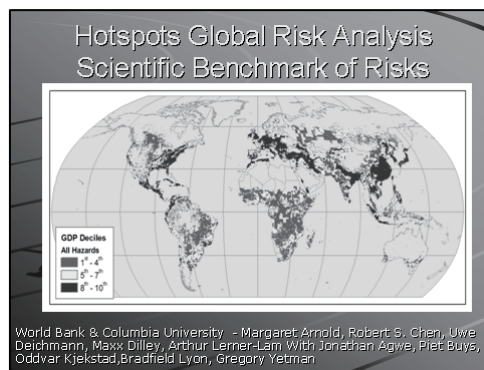 Hotspots Global Risk Analysis
Scientific Benchmark of Risks
GDP Deciles
All Hazards
1st - 4th
5th - 7th
8th - 10th
World Bank & Columbia University - Margaret Arnold, Robert S. Chen, Uwe
Deichmann, Maxx Dilley, Arthur Lerner-Lam With Jonathan Agwe, Piet Buys,
Oddvar Kjekstad,Bradfield Lyon, Gregory Yetman